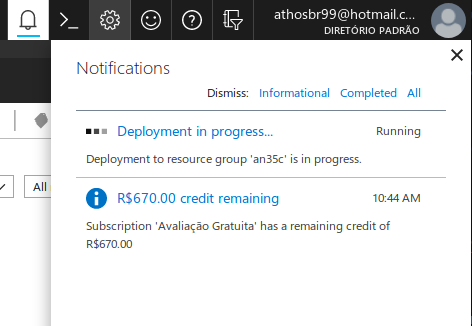 athosbr99@hotmail.c...
DIRETÓRIO PADRÃO
Notifications
Dismiss: Informational Completed All
Deployment in progress... Running
Deployment to resource group 'an35c' is in progress.
R$670.00 credit remaining 10:44 AM
Subscription 'Avaliação Gratuita' has a remaining credit of
R$670.00
All